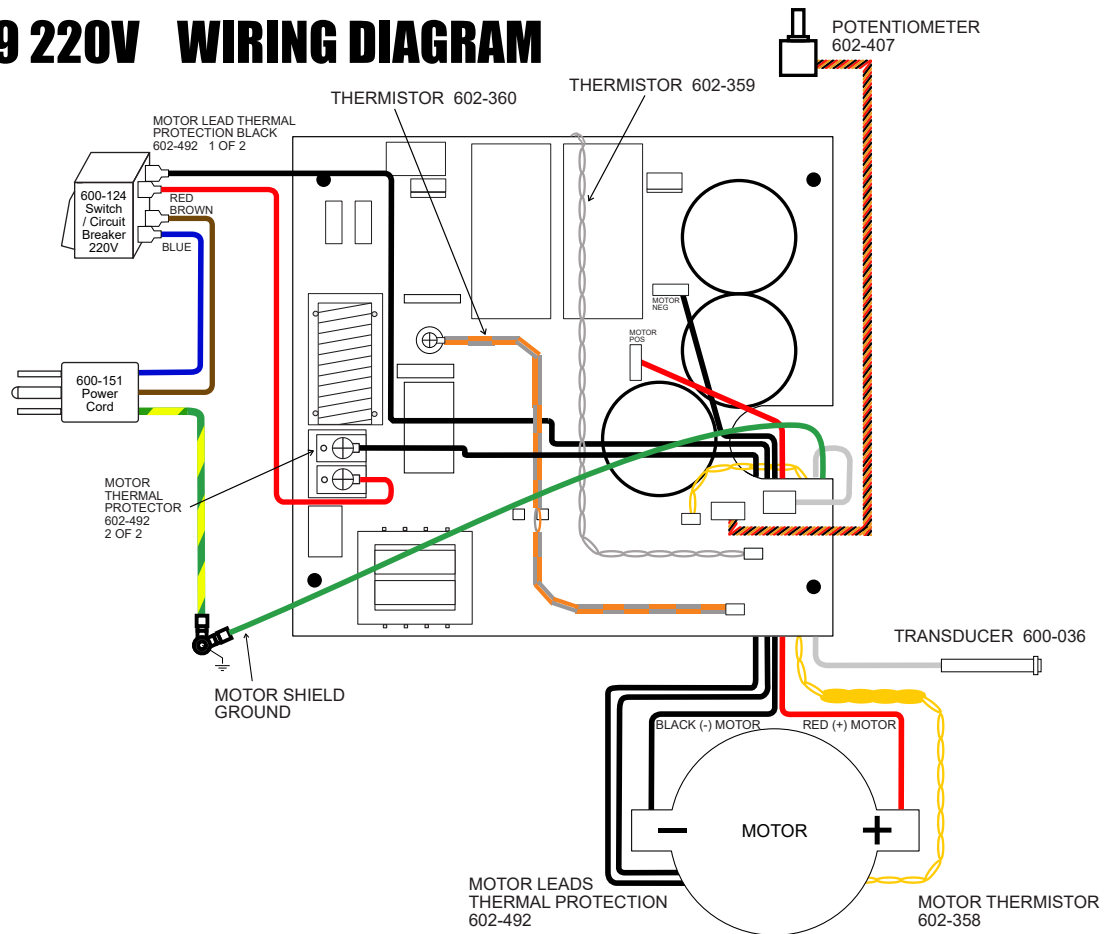 9 220V WIRING DIAGRAM
POTENTIOMETER
602-407
THERMISTOR 602-360
THERMISTOR 602-359
MOTOR LEAD THERMAL
PROTECTION BLACK
602-492 1 OF 2
600-124
Switch
/ Circuit
Breaker
220V
RED
BROWN
BLUE
MOTOR
NEG
MOTOR
POS
600-151
Power
Cord
MOTOR
THERMAL
PROTECTOR
602-492
2 OF 2
TRANSDUCER 600-036
MOTOR SHIELD
GROUND
BLACK (-) MOTOR
RED (+) MOTOR
MOTOR
MOTOR LEADS
THERMAL PROTECTION
602-492
MOTOR THERMISTOR
602-358